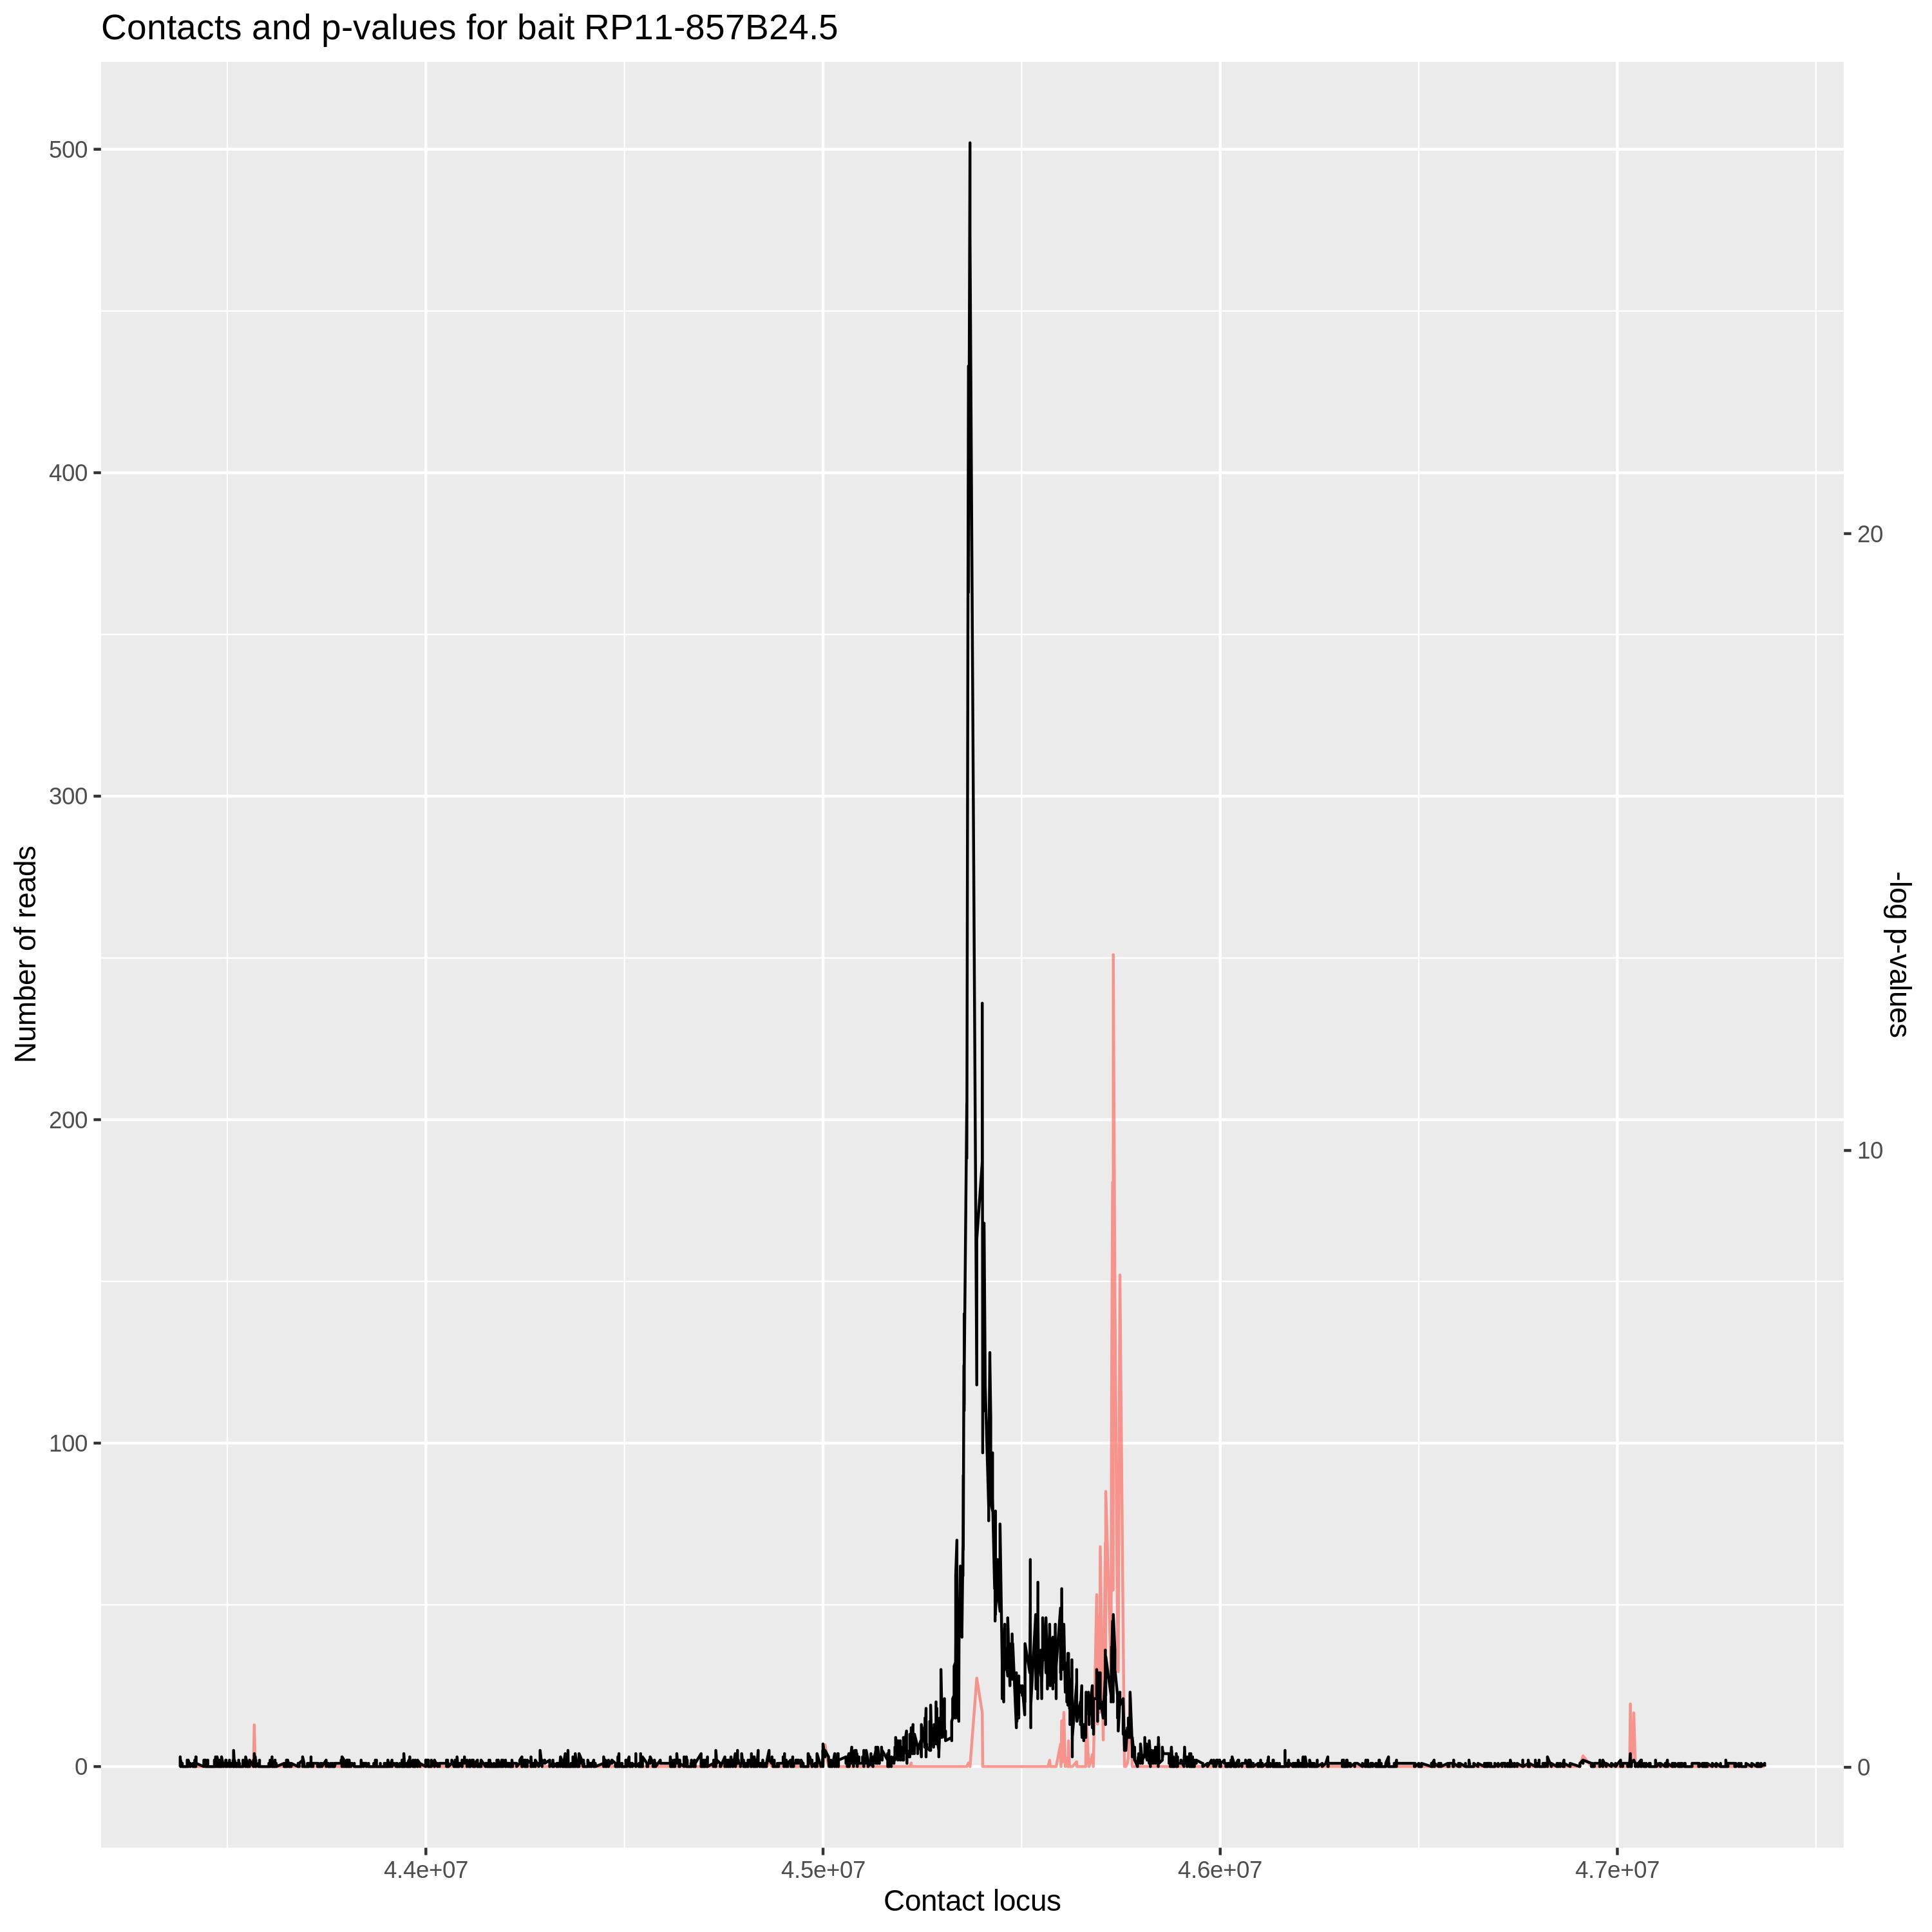 Contacts and p-values for bait RP11-857B24.5
500
400
300
200
100
0
Number of reads
20
10
0
-log p-values
4.4e+07
4.5e+07
4.6e+07
4.7e+07
Contact locus